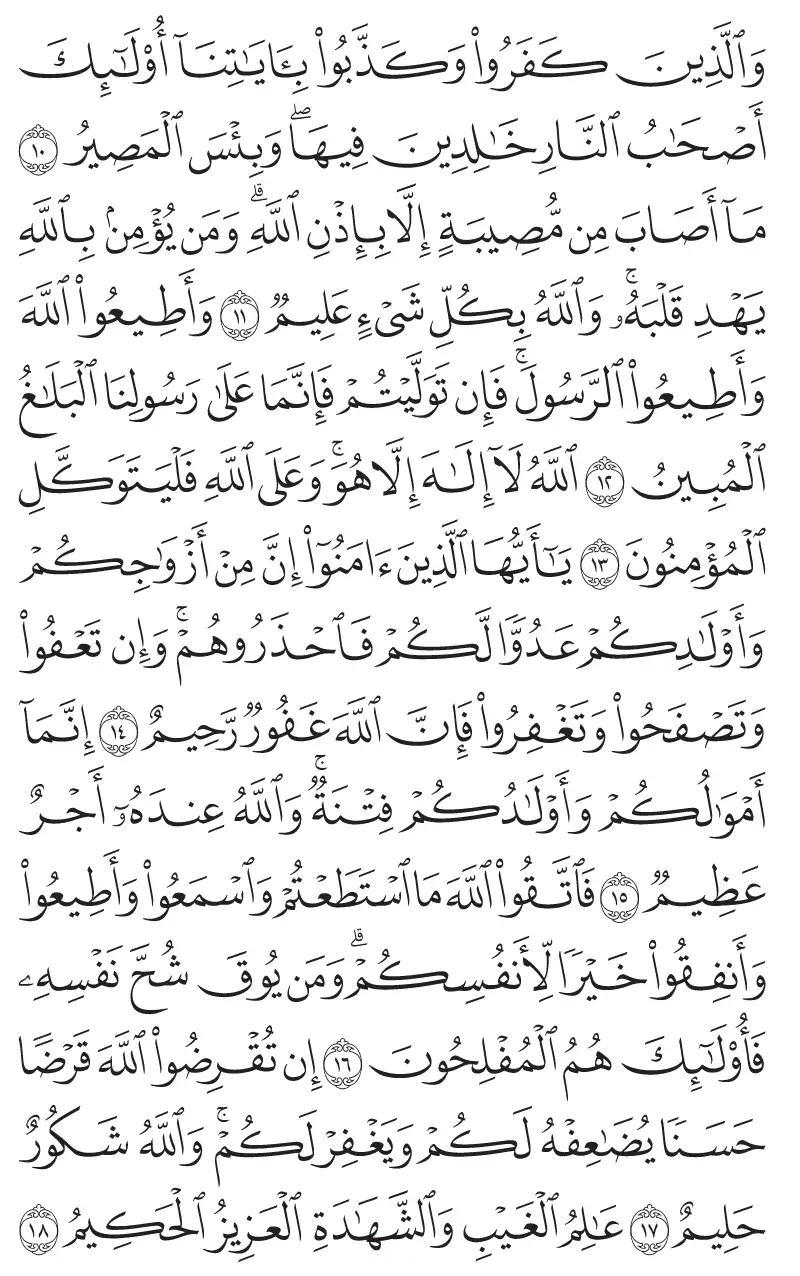 وَٱلَّذِينَ كَفَرُواْ وَكَذَّبُواْ بِـَٔايَٰتِنَآ أُوْلَٰٓئِكَ
أَصۡحَٰبُ ٱلنَّارِ خَٰلِدِينَ فِيهَاۖ وَبِئۡسَ ٱلۡمَصِيرُ ١٠
مَآ أَصَابَ مِن مُّصِيبَةٍ إِلَّا بِإِذۡنِ ٱللَّهِۗ وَمَن يُؤۡمِنۢ بِٱللَّهِ
يَهۡدِ قَلۡبَهُۥۚ وَٱللَّهُ بِكُلِّ شَيۡءٍ عَلِيمٞ ١١ وَأَطِيعُواْ ٱللَّهَ
وَأَطِيعُواْ ٱلرَّسُولَۚ فَإِن تَوَلَّيۡتُمۡ فَإِنَّمَا عَلَىٰ رَسُولِنَا ٱلۡبَلَٰغُ
ٱلۡمُبِينُ ١٢ ٱللَّهُ لَآ إِلَٰهَ إِلَّا هُوَۚ وَعَلَى ٱللَّهِ فَلۡيَتَوَكَّلِ
ٱلۡمُؤۡمِنُونَ ١٣ يَٰٓأَيُّهَا ٱلَّذِينَ ءَامَنُوٓاْ إِنَّ مِنۡ أَزۡوَٰجِكُمۡ
وَأَوۡلَٰدِكُمۡ عَدُوّٗا لَّكُمۡ فَٱحۡذَرُوهُمۡۚ وَإِن تَعۡفُواْ
وَتَصۡفَحُواْ وَتَغۡفِرُواْ فَإِنَّ ٱللَّهَ غَفُورٞ رَّحِيمٌ ١٤ إِنَّمَآ
أَمۡوَٰلُكُمۡ وَأَوۡلَٰدُكُمۡ فِتۡنَةٞۚ وَٱللَّهُ عِندَهُۥٓ أَجۡرٌ
عَظِيمٞ ١٥ فَٱتَّقُواْ ٱللَّهَ مَا ٱسۡتَطَعۡتُمۡ وَٱسۡمَعُواْ وَأَطِيعُواْ
وَأَنفِقُواْ خَيۡرٗا لِّأَنفُسِكُمۡۗ وَمَن يُوقَ شُحَّ نَفۡسِهِۦ
فَأُوْلَٰٓئِكَ هُمُ ٱلۡمُفۡلِحُونَ ١٦ إِن تُقۡرِضُواْ ٱللَّهَ قَرۡضًا
حَسَنٗا يُضَٰعِفۡهُ لَكُمۡ وَيَغۡفِرۡ لَكُمۡۚ وَٱللَّهُ شَكُورٌ
حَلِيمٌ ١٧ عَٰلِمُ ٱلۡغَيۡبِ وَٱلشَّهَٰدَةِ ٱلۡعَزِيزُ ٱلۡحَكِيمُ ١٨